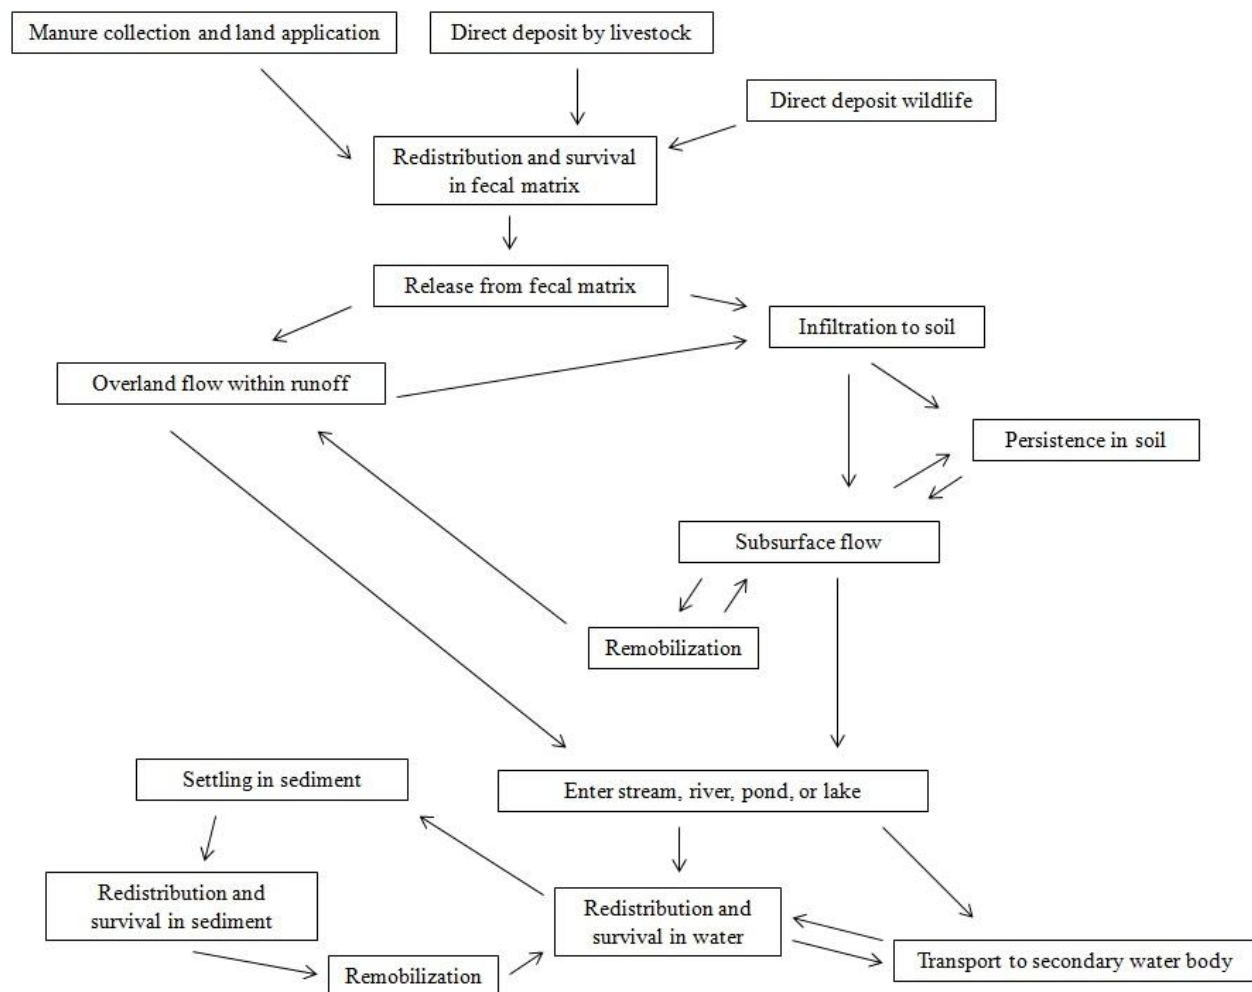 Manure collection and land application
Direct deposit by livestock
Direct deposit wildlife
Redistribution and survival
in fecal matrix
Release from fecal matrix
Infiltration to soil
Overland flow within runoff
Persistence in soil
Subsurface flow
Remobilization
Settling in sediment
Enter stream, river, pond, or lake
Redistribution and
survival in sediment
Redistribution and
survival in water
Remobilization
Transport to secondary water body